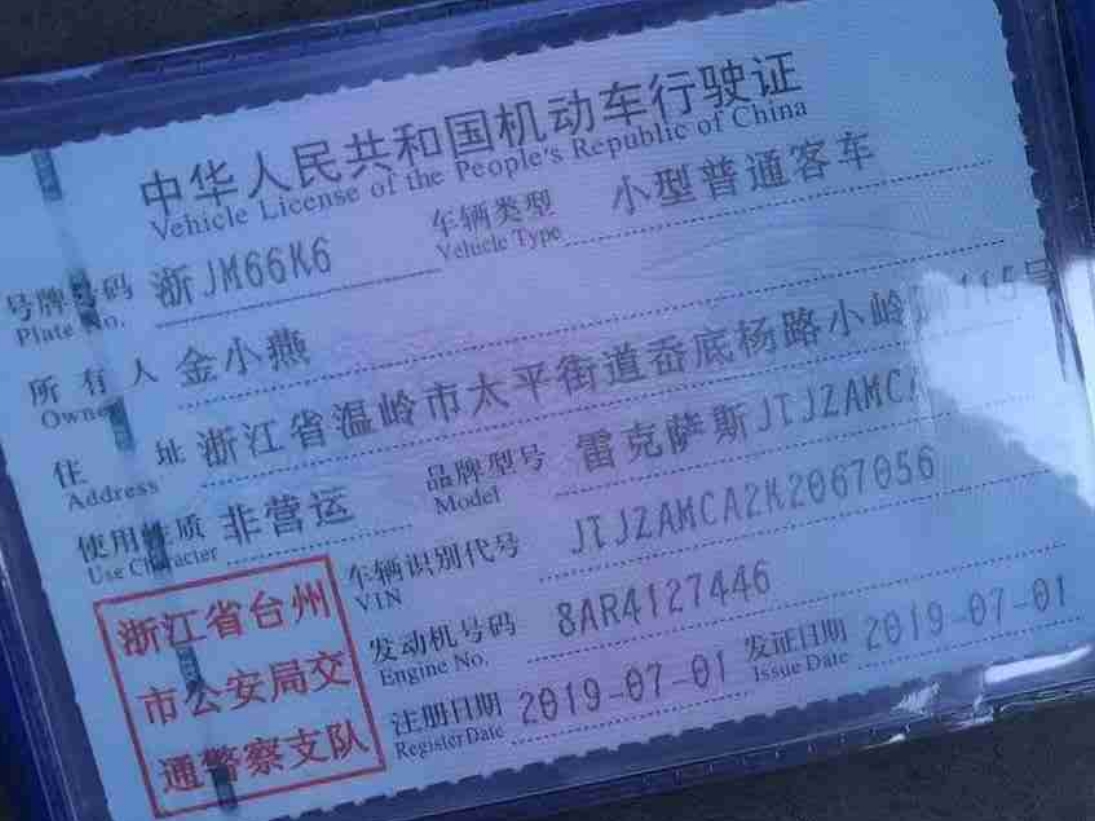 中华人民共和国机动车行驶证
Vehicle License of the People's Republic of China
号牌号码 浙JM66K6 车辆类型 小型普通客车
Plate No. Vehicle Type
所有人 金小燕
Owner
住址 浙江省温岭市太平街道岙底杨路小岭 115号
Address
使用性质 非营运 品牌型号 雷克萨斯JTJZAMCA
Use Character Model
车辆识别代号 JTJZAMCA2K2067056
VIN
发动机号码 8AR4127446
Engine No.
注册日期 2019-07-01 发证日期 2019-07-01
Register Date Issue Date
浙江省台州
市公安局交
通警察支队